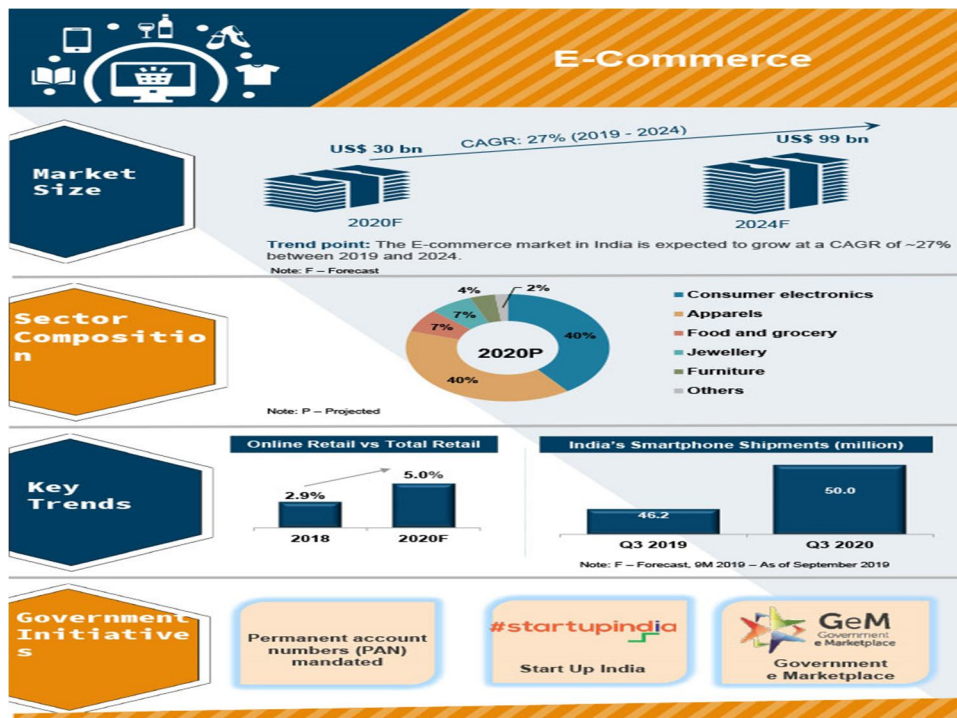 E-Commerce
Market
Size
US$ 30 bn
CAGR: 27% (2019 - 2024)
US$ 99 bn
2020F
2024F
Trend point: The E-commerce market in India is expected to grow at a CAGR of ~27%
between 2019 and 2024.
Note: F – Forecast
Sector
Compositio
n
4%
2%
7%
7%
40%
40%
2020P
Consumer electronics
Apparels
Food and grocery
Jewellery
Furniture
Others
Note: P – Projected
Key
Trends
Online Retail vs Total Retail
2.9%
5.0%
2018
2020F
India's Smartphone Shipments (million)
46.2
50.0
Q3 2019
Q3 2020
Note: F – Forecast, 9M 2019 – As of September 2019
Government
Initiative
s
Permanent account
numbers (PAN)
mandated
#startupindia
Start Up India
GeM
Government
e Marketplace
Government
e Marketplace